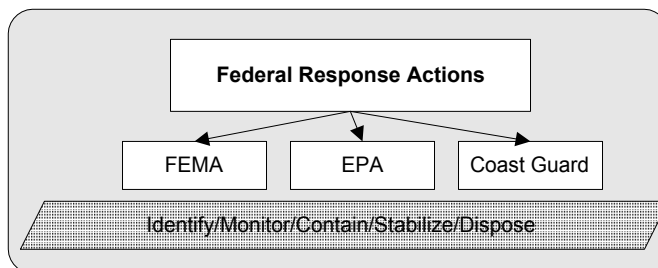 Federal Response Actions
FEMA
EPA
Coast Guard
Identify/Monitor/Contain/Stabilize/Dispose